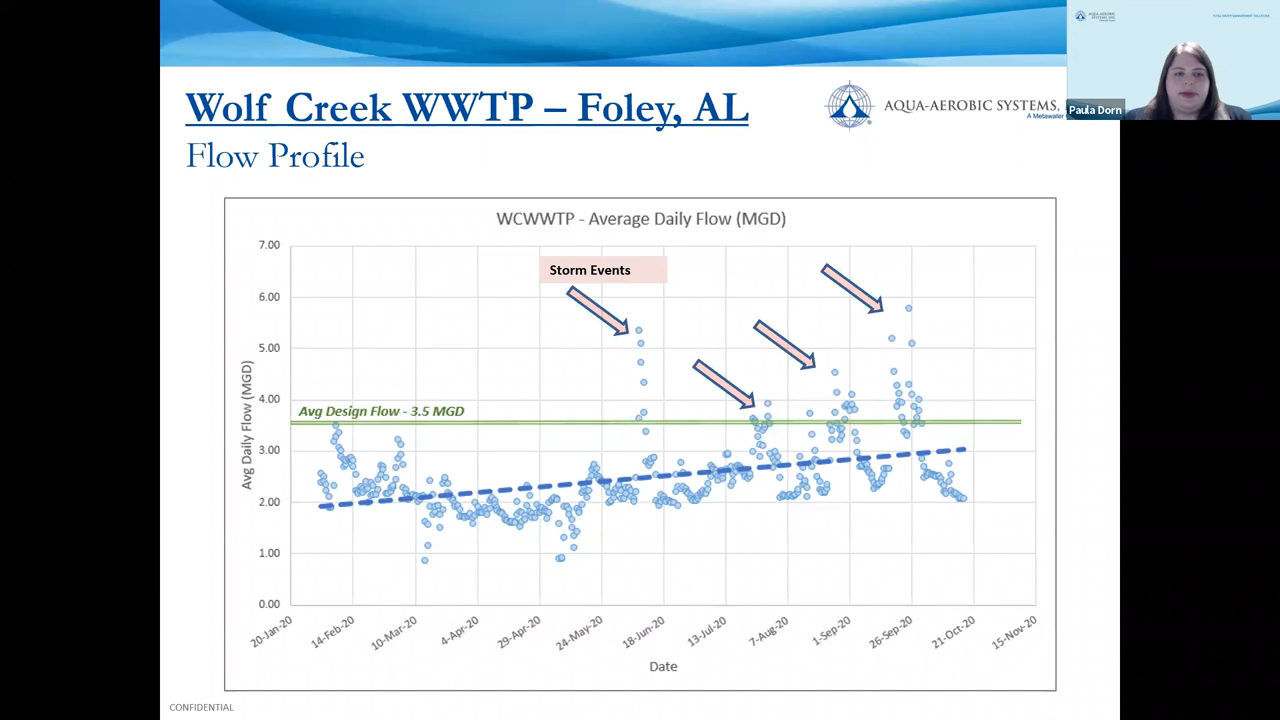 Wolf Creek WWTP – Foley, AL
Flow Profile
AQUA-AEROBIC SYSTEMS,
A Metawater
Paula Dorn
WCWWTP - Average Daily Flow (MGD)
7.00
6.00
5.00
4.00
3.00
2.00
1.00
0.00
Avg Daily Flow (MGD)
Storm Events
Avg Design Flow - 3.5 MGD
20-Jan-20
14-Feb-20
10-Mar-20
4-Apr-20
29-Apr-20
24-May-20
18-Jun-20
13-Jul-20
7-Aug-20
1-Sep-20
26-Sep-20
21-Oct-20
15-Nov-20
Date
CONFIDENTIAL